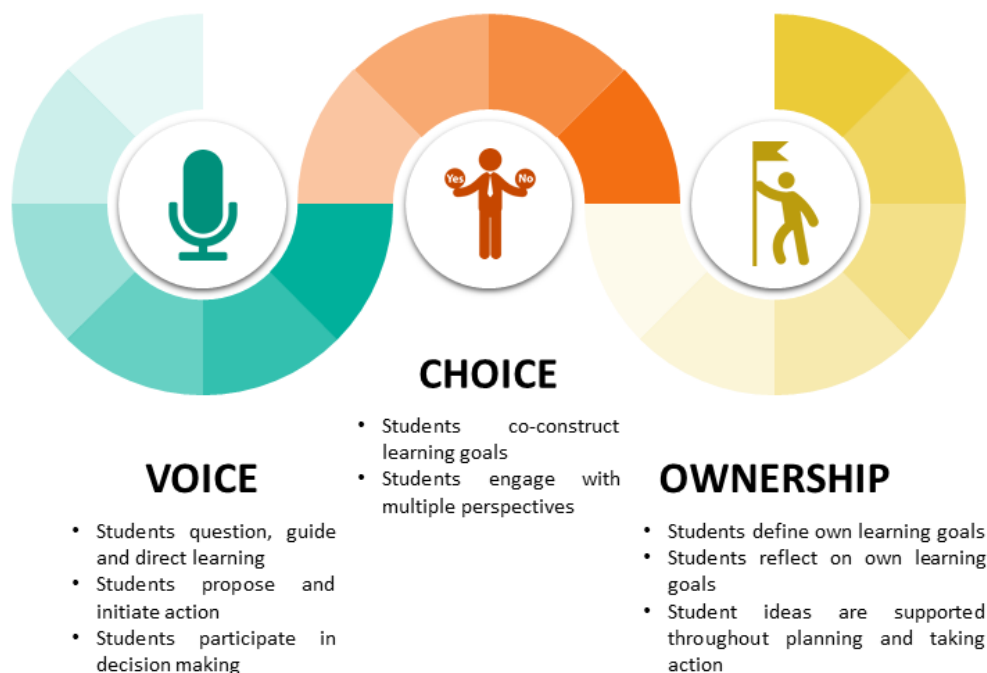 Yes No
CHOICE
• Students co-construct
learning goals
• Students engage with
multiple perspectives
VOICE
• Students question, guide
and direct learning
• Students propose and
initiate action
• Students participate in
decision making
OWNERSHIP
• Students define own learning goals
• Students reflect on own learning
goals
• Student ideas are supported
throughout planning and taking
action